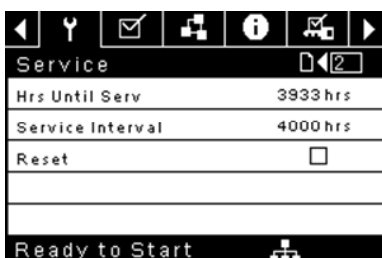 Service 2
Hrs Until Serv 3933 hrs
Service Interval 4000 hrs
Reset
Ready to Start